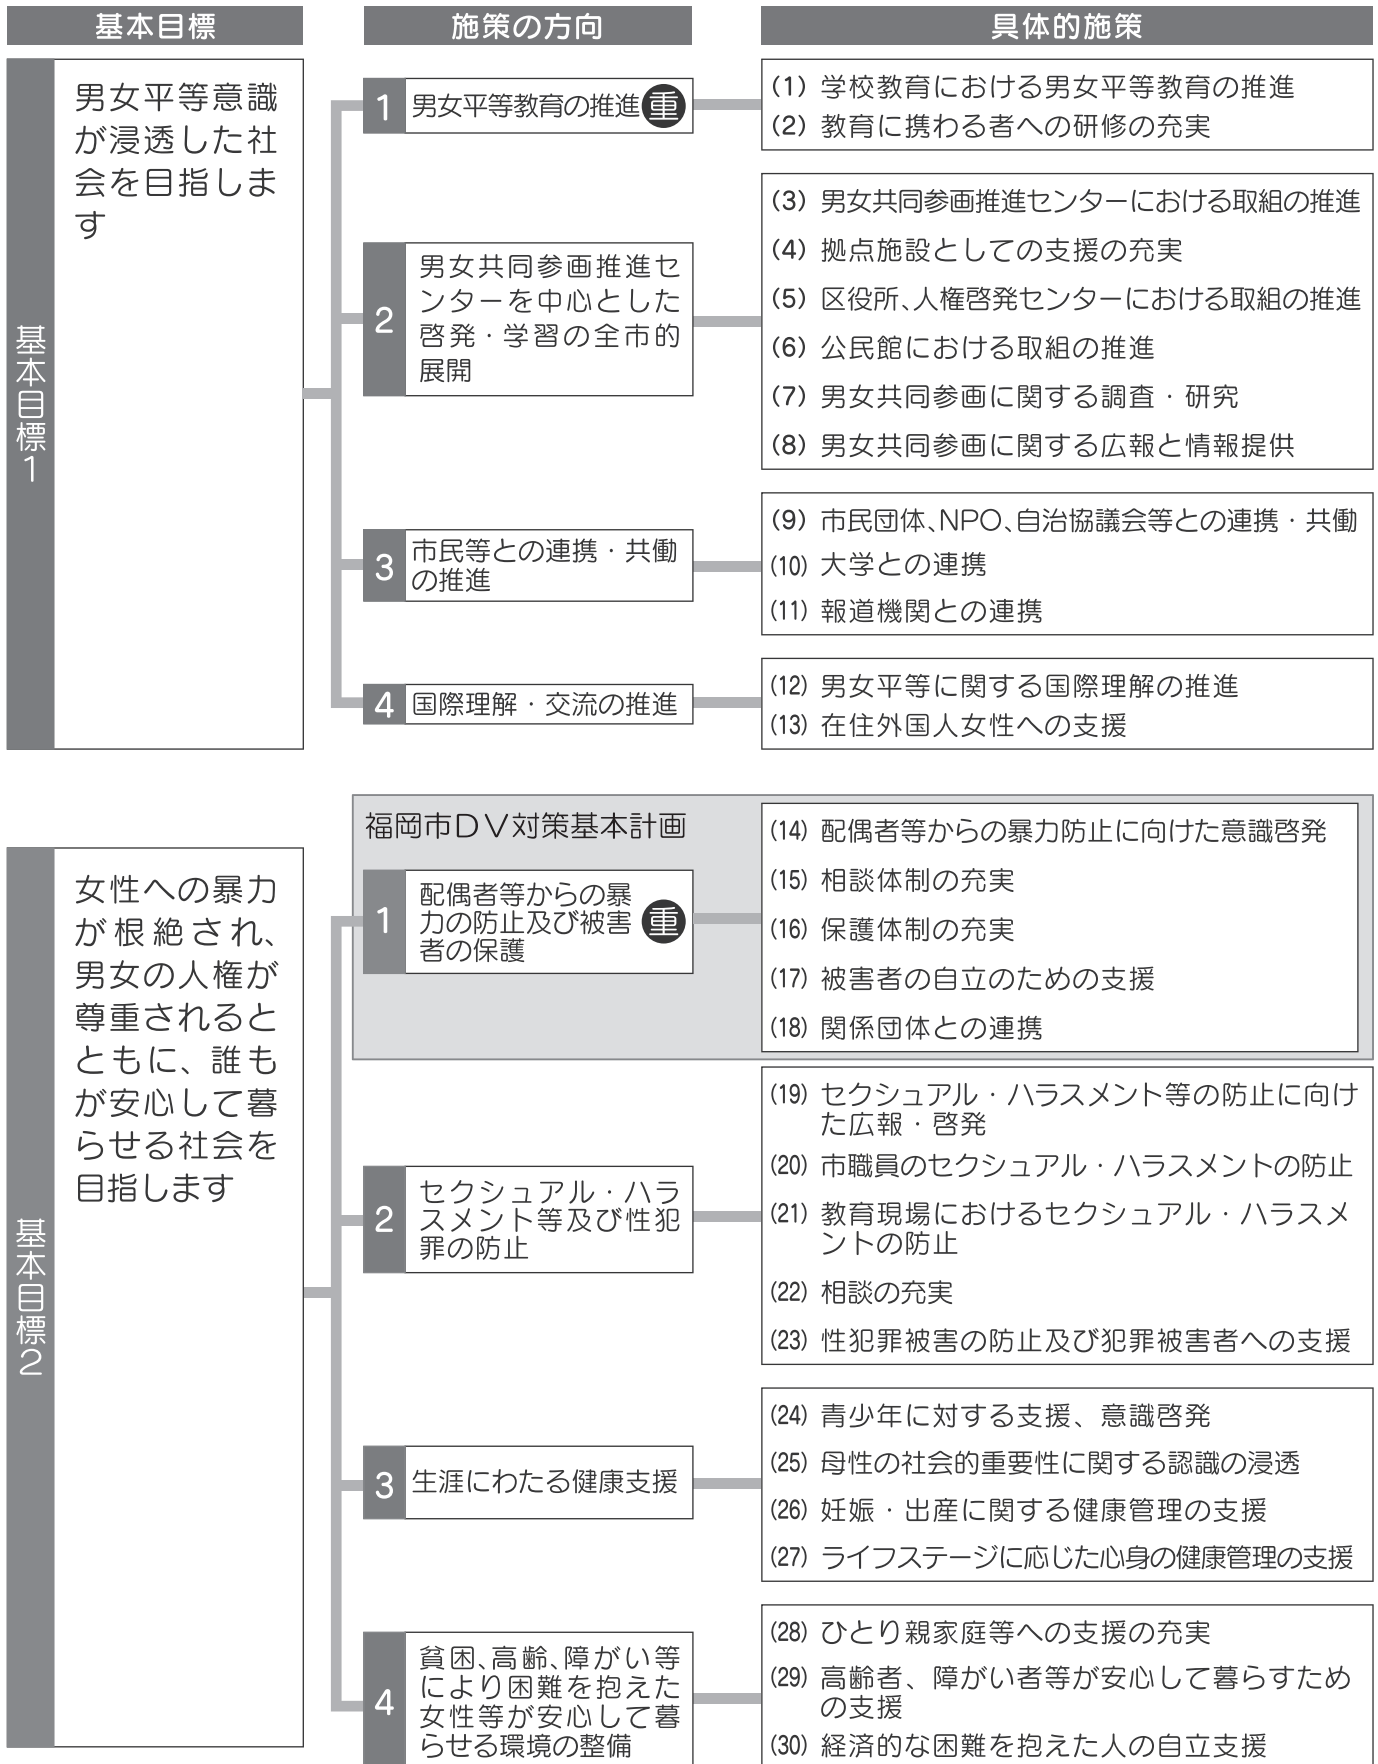 基本目標
施策の方向
具体的施策
基本目標1
男女平等意識
が浸透した社
会を目指しま
す
1 男女平等教育の推進 重
(1) 学校教育における男女平等教育の推進
(2) 教育に携わる者への研修の充実
2 男女共同参画推進セ
ンターを中心とした
啓発・学習の全市的
展開
(3) 男女共同参画推進センターにおける取組の推進
(4) 拠点施設としての支援の充実
(5) 区役所、人権啓発センターにおける取組の推進
(6) 公民館における取組の推進
(7) 男女共同参画に関する調査・研究
(8) 男女共同参画に関する広報と情報提供
3 市民等との連携・共働
の推進
(9) 市民団体、NPO、自治協議会等との連携・共働
(10) 大学との連携
(11) 報道機関との連携
4 国際理解・交流の推進
(12) 男女平等に関する国際理解の推進
(13) 在住外国人女性への支援
基本目標2
女性への暴力
が根絶され、
男女の人権が
尊重されると
ともに、誰も
が安心して暮
らせる社会を
目指します
福岡市DV対策基本計画
1 配偶者等からの暴
力の防止及び被害
者の保護 重
(14) 配偶者等からの暴力防止に向けた意識啓発
(15) 相談体制の充実
(16) 保護体制の充実
(17) 被害者の自立のための支援
(18) 関係団体との連携
2 セクシュアル・ハラ
スメント等及び性犯
罪の防止
(19) セクシュアル・ハラスメント等の防止に向け
た広報・啓発
(20) 市職員のセクシュアル・ハラスメントの防止
(21) 教育現場におけるセクシュアル・ハラスメ
ントの防止
(22) 相談の充実
(23) 性犯罪被害の防止及び犯罪被害者への支援
3 生涯にわたる健康支援
(24) 青少年に対する支援、意識啓発
(25) 母性の社会的重要性に関する認識の浸透
(26) 妊娠・出産に関する健康管理の支援
(27) ライフステージに応じた心身の健康管理の支援
4 貧困、高齢、障がい等
により困難を抱えた
女性等が安心して暮
らせる環境の整備
(28) ひとり親家庭等への支援の充実
(29) 高齢者、障がい者等が安心して暮らすため
の支援
(30) 経済的な困難を抱えた人の自立支援